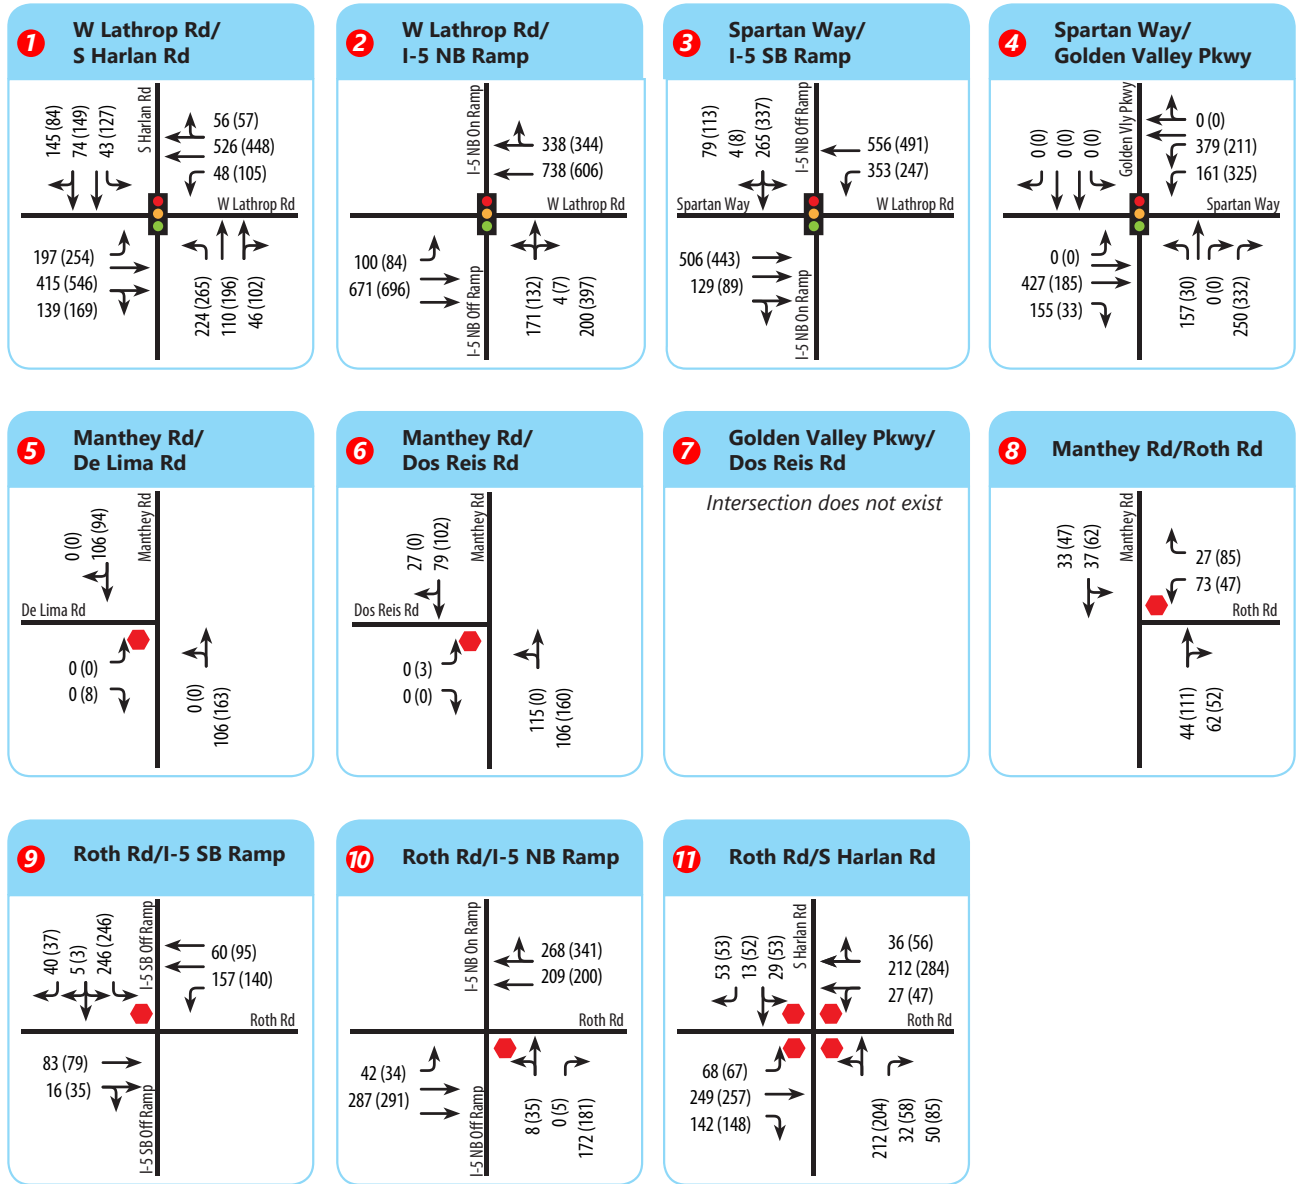 1
W Lathrop Rd/
S Harlan Rd
145 (84)
74 (149)
43 (127)
S Harlan Rd
56 (57)
526 (448)
48 (105)
W Lathrop Rd
197 (254)
415 (546)
139 (169)
224 (265)
110 (196)
46 (102)
2
W Lathrop Rd/
I-5 NB Ramp
I-5 NB On Ramp
338 (344)
738 (606)
W Lathrop Rd
100 (84)
671 (696)
I-5 NB Off Ramp
171 (132)
4 (7)
200 (397)
3
Spartan Way/
I-5 SB Ramp
79 (113)
4 (8)
265 (337)
I-5 NB Off Ramp
556 (491)
353 (247)
Spartan Way
W Lathrop Rd
506 (443)
129 (89)
I-5 NB On Ramp
4
Spartan Way/
Golden Valley Pkwy
0 (0)
0 (0)
0 (0)
Golden Vly Pkwy
0 (0)
379 (211)
161 (325)
Spartan Way
0 (0)
427 (185)
155 (33)
157 (30)
0 (0)
250 (332)
5
Manthey Rd/
De Lima Rd
0 (0)
106 (94)
Manthey Rd
De Lima Rd
0 (0)
0 (8)
0 (0)
106 (163)
6
Manthey Rd/
Dos Reis Rd
27 (0)
79 (102)
Manthey Rd
Dos Reis Rd
0 (3)
0 (0)
115 (0)
106 (160)
7
Golden Valley Pkwy/
Dos Reis Rd
Intersection does not exist
8
Manthey Rd/Roth Rd
33 (47)
37 (62)
Manthey Rd
27 (85)
73 (47)
Roth Rd
44 (111)
62 (52)
9
Roth Rd/I-5 SB Ramp
40 (37)
5 (3)
246 (246)
I-5 SB Off Ramp
60 (95)
157 (140)
Roth Rd
83 (79)
16 (35)
I-5 SB Off Ramp
10
Roth Rd/I-5 NB Ramp
I-5 NB On Ramp
268 (341)
209 (200)
Roth Rd
42 (34)
287 (291)
I-5 NB Off Ramp
8 (35)
0 (5)
172 (181)
11
Roth Rd/S Harlan Rd
53 (53)
13 (52)
29 (53)
S Harlan Rd
36 (56)
212 (284)
27 (47)
Roth Rd
68 (67)
249 (257)
142 (148)
212 (204)
32 (58)
50 (85)